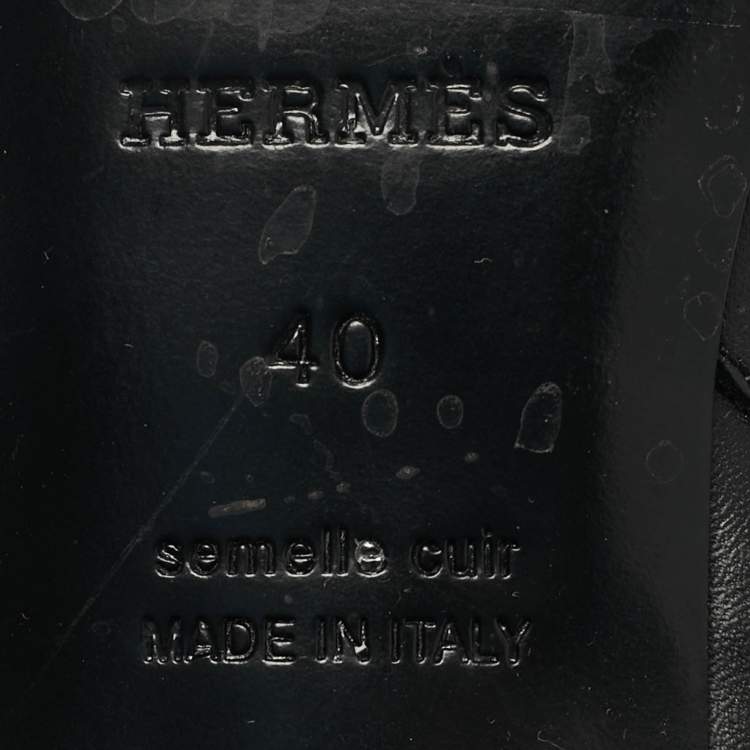 HERMES
40
semelle cuir
MADE IN ITALY